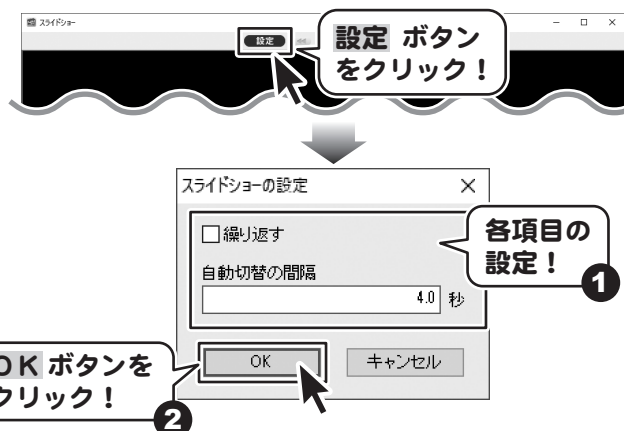 スライドショー
設定
設定 ボタン
をクリック！
スライドショーの設定
繰り返す
自動切替の間隔
4.0 秒
各項目の
設定！
1
OK
キャンセル
OK ボタンを
クリック！
2